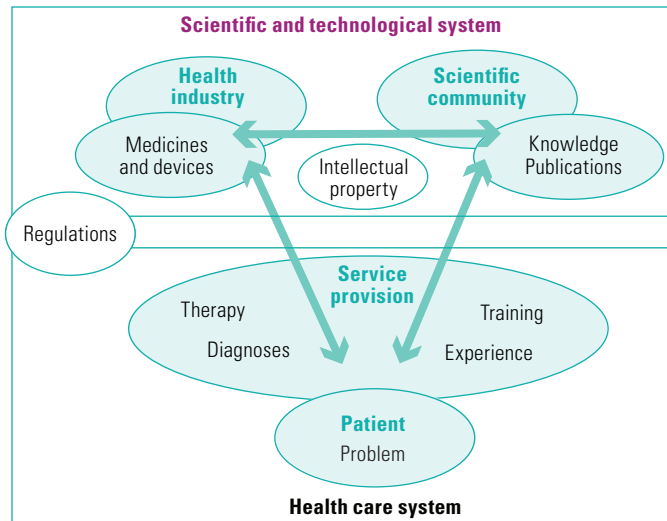 Scientific and technological system
Health
industry
Scientific
community
Medicines
and devices
Knowledge
Publications
Intellectual
property
Regulations
Service
provision
Therapy
Training
Diagnoses
Experience
Patient
Problem
Health care system